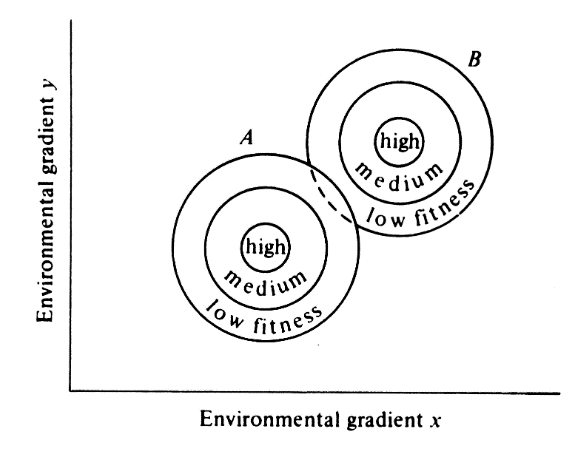 B
A
high
medium
low fitness
high
medium
low fitness
Environmental gradient y
Environmental gradient x